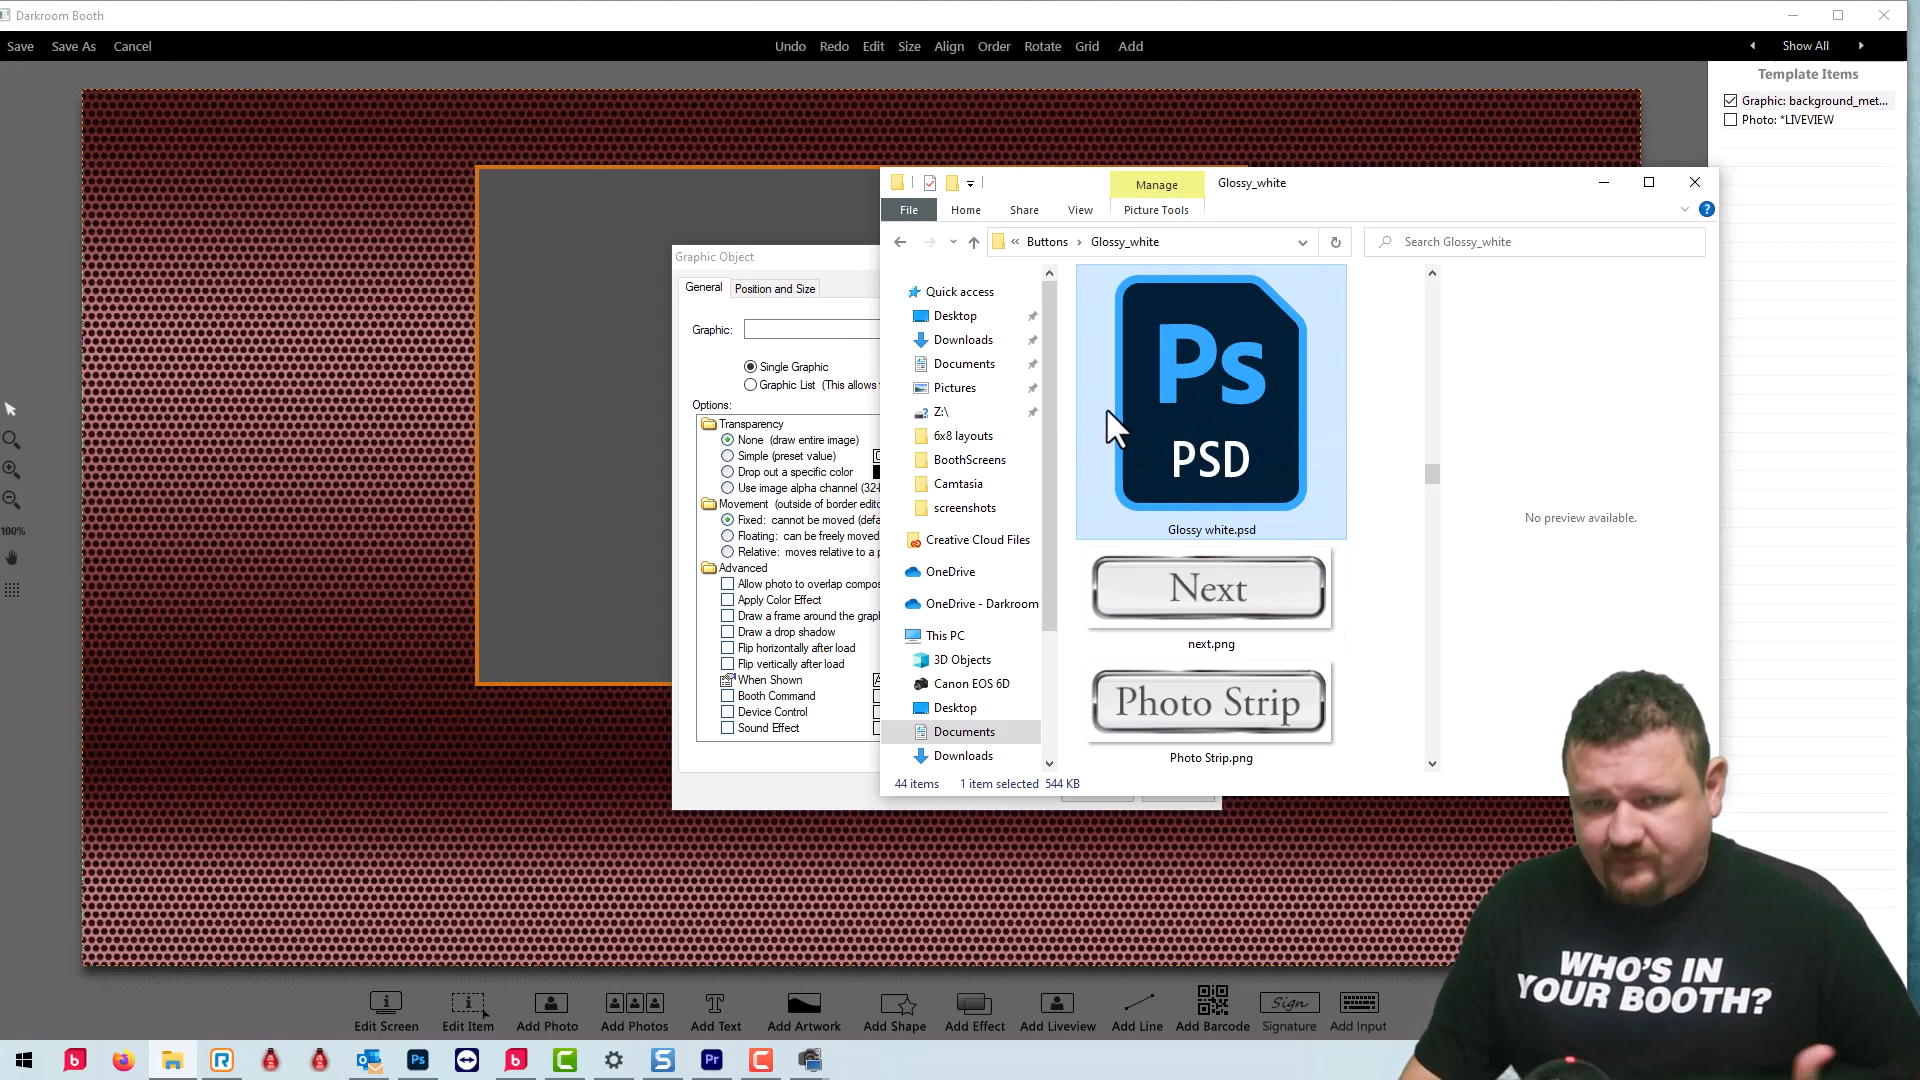 Darkroom Booth
Save Save As Cancel Undo Redo Edit Size Align Order Rotate Grid Add Show All
Template Items
Graphic: background_met...
Photo: *LIVEVIEW
Manage Glossy_white
File Home Share View Picture Tools
« Buttons › Glossy_white Search Glossy_white
Graphic Object
General Position and Size
Graphic:
Single Graphic
Graphic List (This allows
Options:
Transparency
None (draw entire image)
Simple (preset value)
Drop out a specific color
Use image alpha channel (32-
Movement (outside of border edito
Fixed: cannot be moved (defa
Floating: can be freely moved
Relative: moves relative to a p
Advanced
Allow photo to overlap compos
Apply Color Effect
Draw a frame around the grap
Draw a drop shadow
Flip horizontally after load
Flip vertically after load
When Shown
Booth Command
Device Control
Sound Effect
Quick access
Desktop
Downloads
Documents
Pictures
Z:\
6x8 layouts
BoothScreens
Camtasia
screenshots
Creative Cloud Files
OneDrive
OneDrive - Darkroom
This PC
3D Objects
Canon EOS 6D
Desktop
Documents
Downloads
Ps
PSD
Glossy white.psd
Next
next.png
Photo Strip
Photo Strip.png
No preview available.
44 items 1 item selected 544 KB
100%
WHO'S IN
YOUR BOOTH?
Edit Screen Edit Item Add Photo Add Photos Add Text Add Artwork Add Shape Add Effect Add Liveview Add Line Add Barcode Sign Signature Add Input
b R Ps b C S Pr C